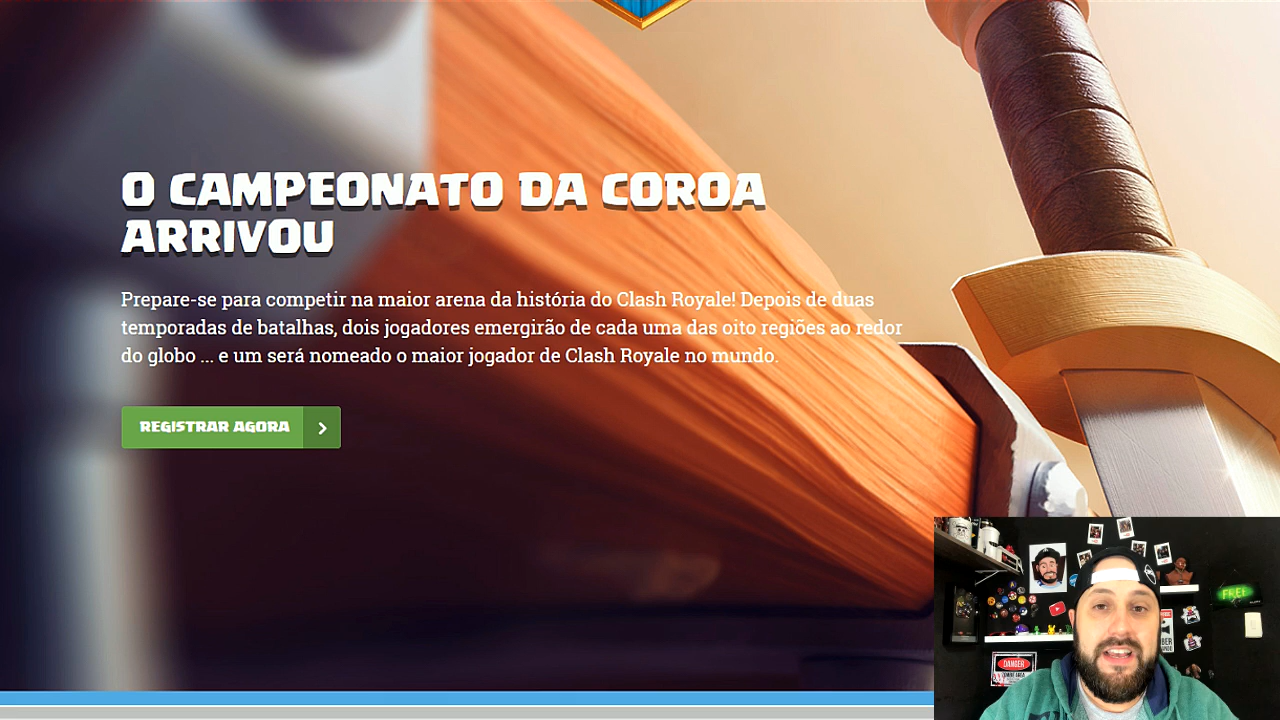 O CAMPEONATO DA COROA
ARRIVOU
Prepare-se para competir na maior arena da história do Clash Royale! Depois de duas
temporadas de batalhas, dois jogadores emergirão de cada uma das oito regiões ao redor
do globo ... e um será nomeado o maior jogador de Clash Royale no mundo.
REGISTRAR AGORA
FREE
DANGER